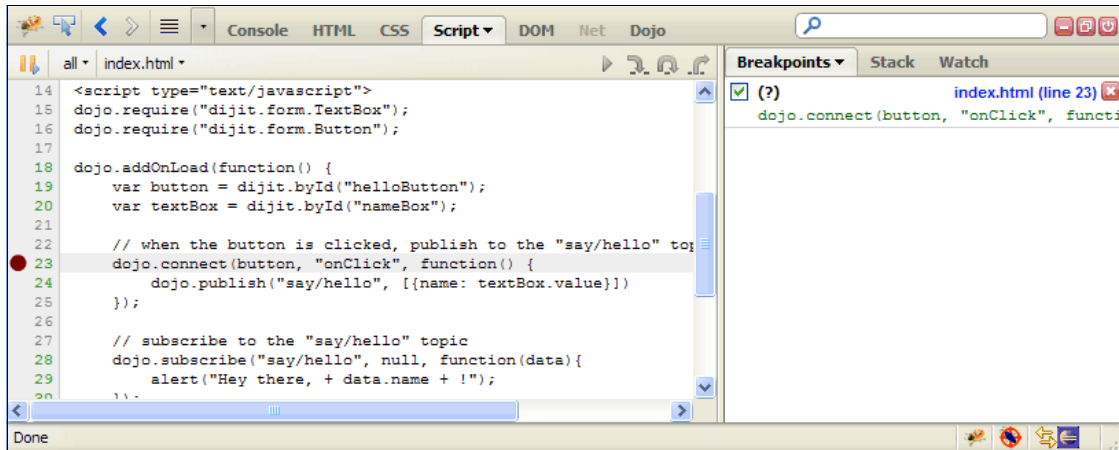 Console HTML CSS Script DOM Net Dojo
all index.html
Breakpoints Stack Watch
14 <script type="text/javascript">
15 dojo.require("dijit.form.TextBox");
16 dojo.require("dijit.form.Button");
17
18 dojo.addOnLoad(function() {
19     var button = dijit.byId("helloButton");
20     var textBox = dijit.byId("nameBox");
21
22     // when the button is clicked, publish to the "say/hello" top
23     dojo.connect(button, "onClick", function() {
24         dojo.publish("say/hello", [{name: textBox.value}])
25     });
26
27     // subscribe to the "say/hello" topic
28     dojo.subscribe("say/hello", null, function(data){
29         alert("Hey there, + data.name + !");
30     });
(?) index.html (line 23)
dojo.connect(button, "onClick", functi
Done